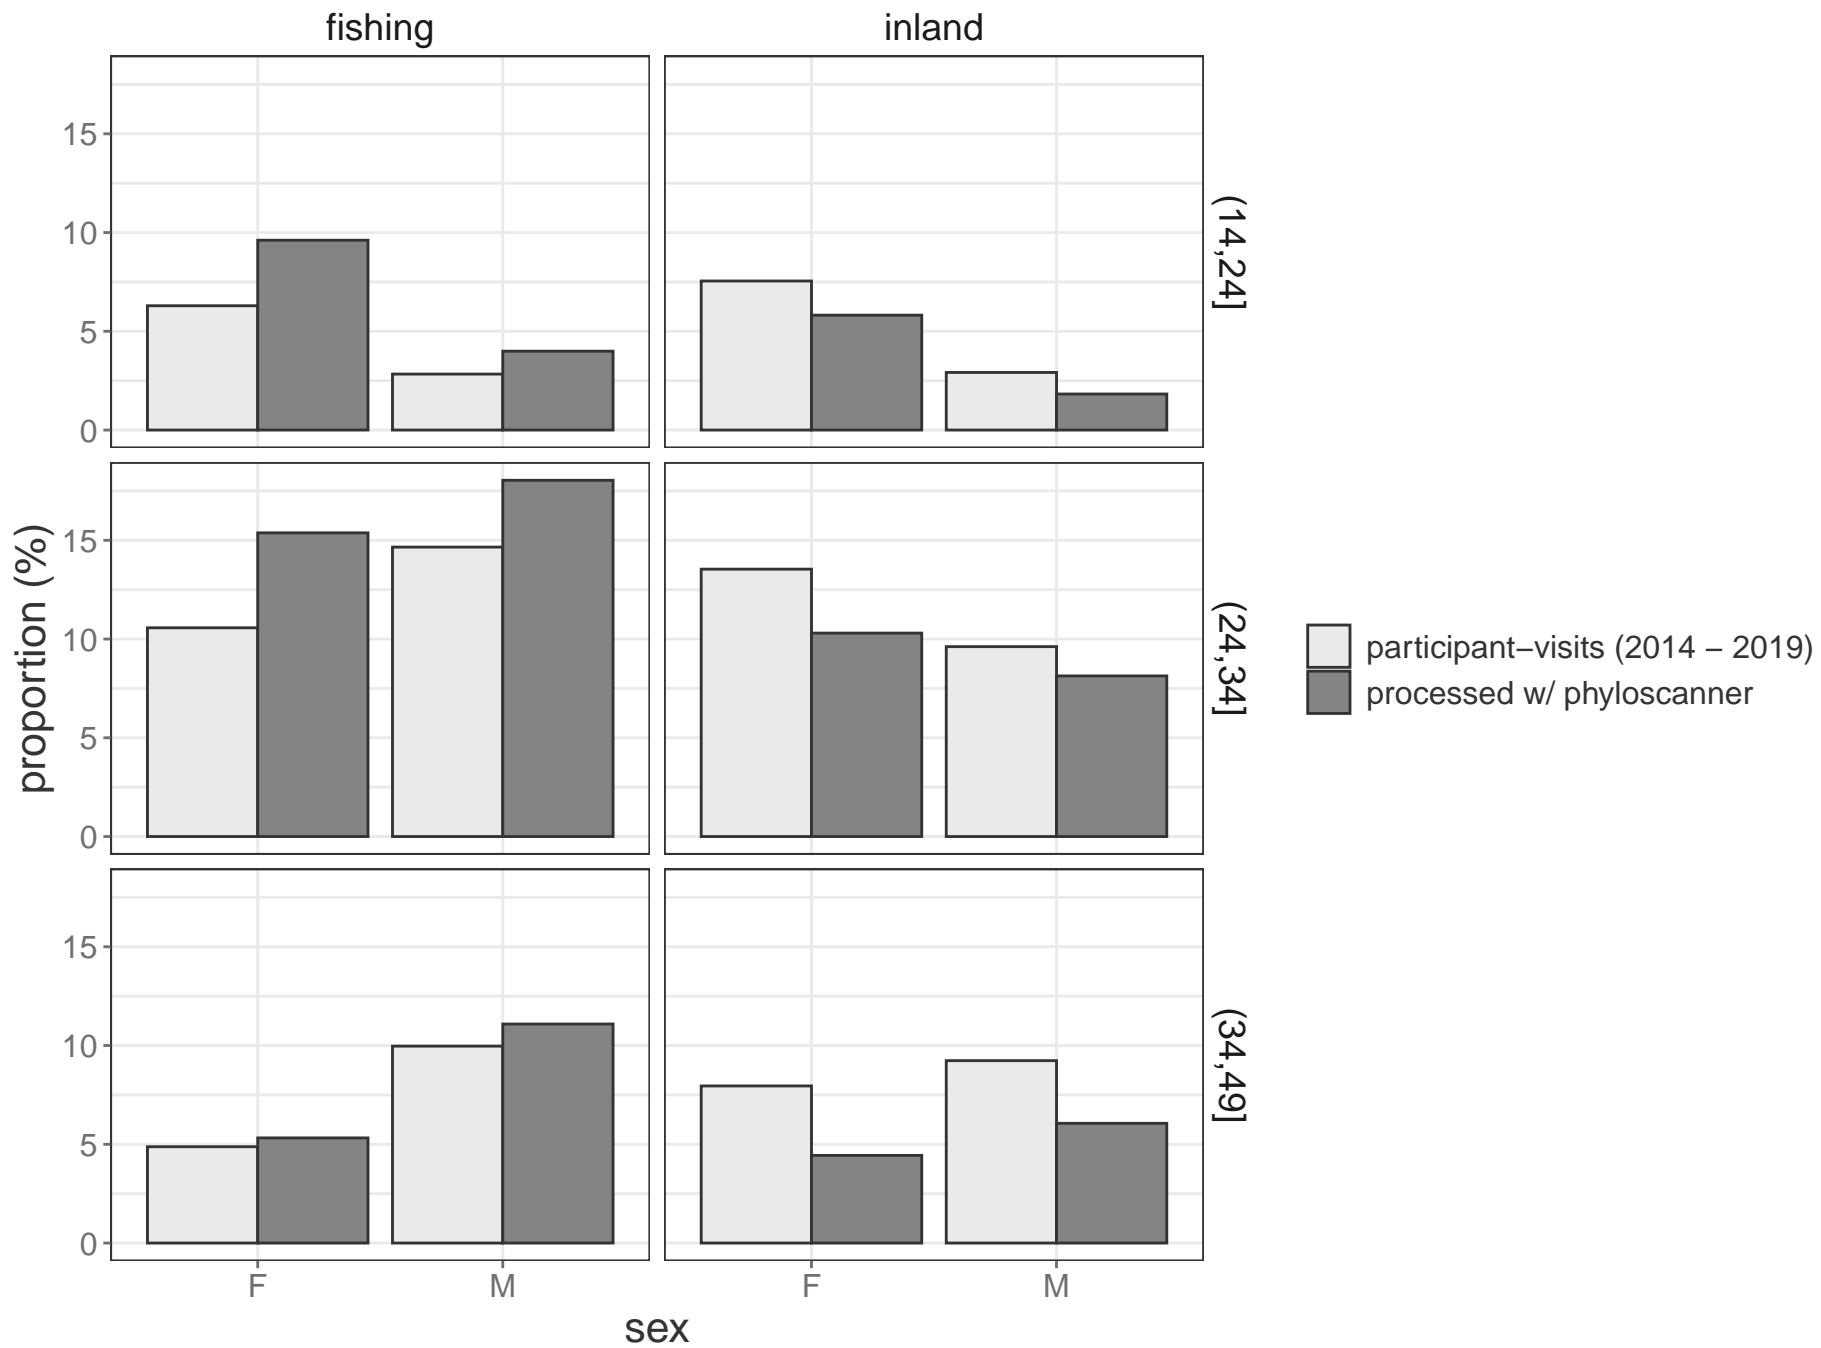 fishing
inland
15
10
5
0
(14,24]
proportion (%)
15
10
5
0
(24,34]
participant−visits (2014 − 2019)
processed w/ phyloscanner
15
10
5
0
(34,49]
F
M
F
M
sex